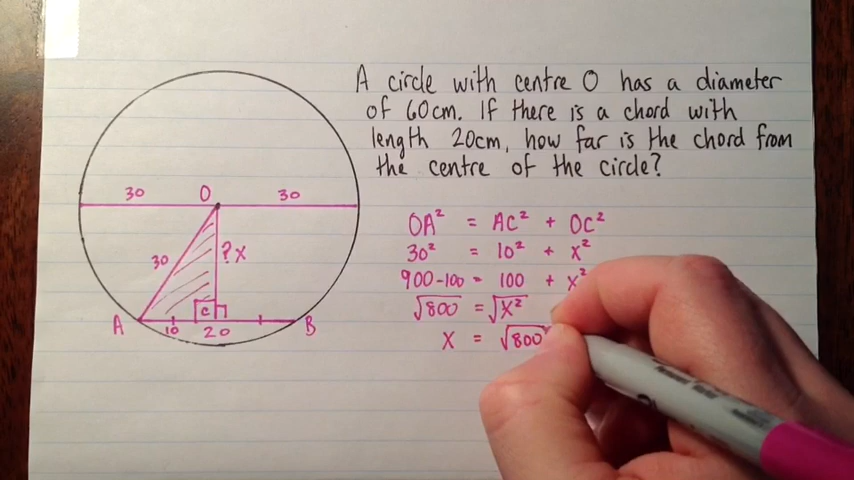 A circle with centre O has a diameter
of 60cm. If there is a chord with
length 20cm, how far is the chord from
the centre of the circle?
30 O 30
30 ? x
A 10 C 20 B
OA² = AC² + OC²
30² = 10² + x²
900-100 = 100 + x²
√800 = √x²
x = √800